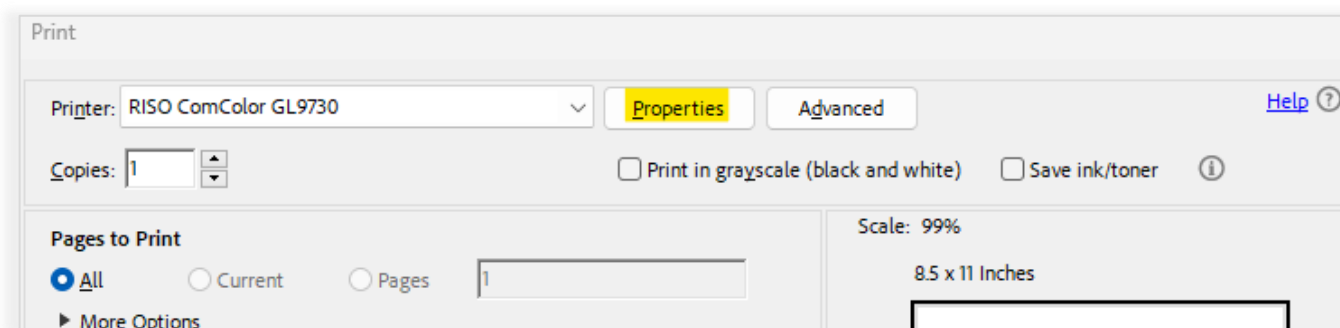 Print
Printer: RISO ComColor GL9730 Properties Advanced Help
Copies: 1 Print in grayscale (black and white) Save ink/toner
Pages to Print
Scale: 99%
All Current Pages 1
8.5 x 11 Inches
More Options